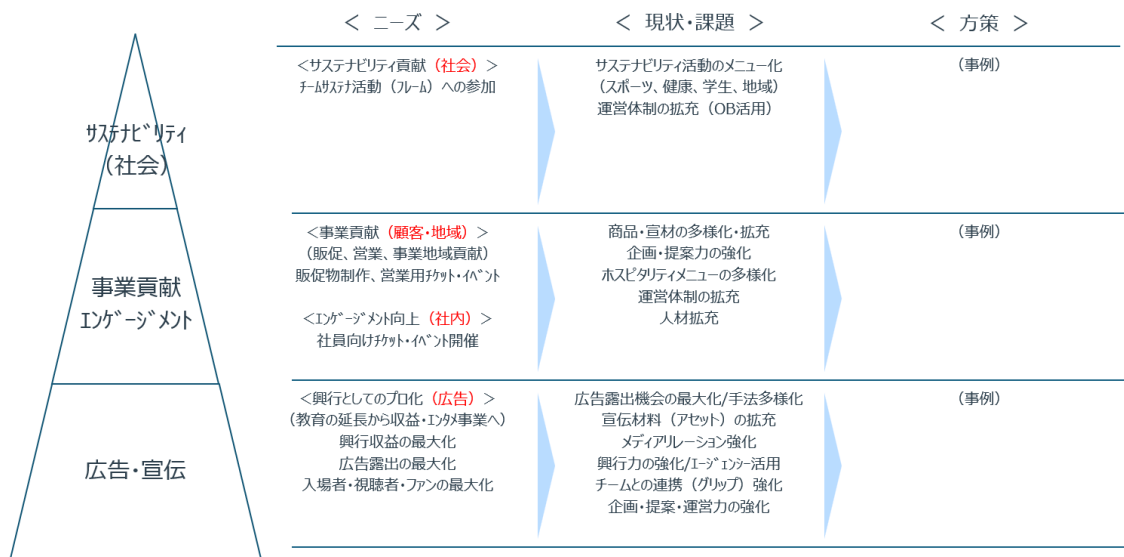 ＜ ニーズ ＞
＜ 現状・課題 ＞
＜ 方策 ＞
ｻｽﾃﾅﾋﾞﾘﾃｨ
（社会）
＜サステナビリティ貢献（社会）＞
ﾁｰﾑｻｽﾃﾅ活動（ﾌﾚｰﾑ）への参加
サステナビリティ活動のメニュー化
（スポーツ、健康、学生、地域）
運営体制の拡充（OB活用）
（事例）
事業貢献
ｴﾝｹﾞｰｼﾞﾒﾝﾄ
＜事業貢献（顧客・地域）＞
（販促、営業、事業地域貢献）
販促物制作、営業用ﾁｹｯﾄ・ｲﾍﾞﾝﾄ
＜ｴﾝｹﾞｰｼﾞﾒﾝﾄ向上（社内）＞
社員向けﾁｹｯﾄ・ｲﾍﾞﾝﾄ開催
商品・宣材の多様化・拡充
企画・提案力の強化
ホスピタリティメニューの多様化
運営体制の拡充
人材拡充
（事例）
広告・宣伝
＜興行としてのプロ化（広告）＞
（教育の延長から収益・ｴﾝﾀﾒ事業へ）
興行収益の最大化
広告露出の最大化
入場者・視聴者・ファンの最大化
広告露出機会の最大化/手法多様化
宣伝材料（アセット）の拡充
メディアリレーション強化
興行力の強化/ｴｰｼﾞｪﾝｼｰ活用
チームとの連携（グリップ）強化
企画・提案・運営力の強化
（事例）